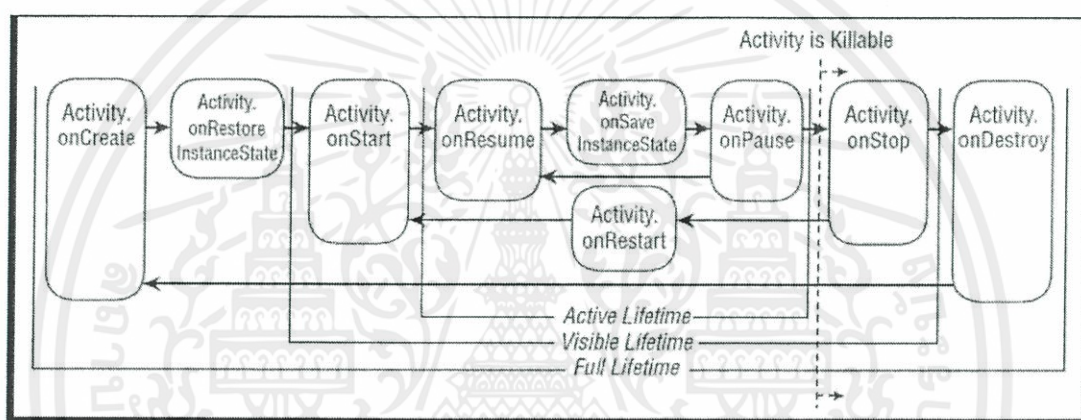 Activity is Killable
Activity.
onCreate
Activity.
onRestore
InstanceState
Activity.
onStart
Activity.
onResume
Activity.
onSave
InstanceState
Activity.
onPause
Activity.
onStop
Activity.
onDestroy
Activity.
onRestart
Active Lifetime
Visible Lifetime
Full Lifetime